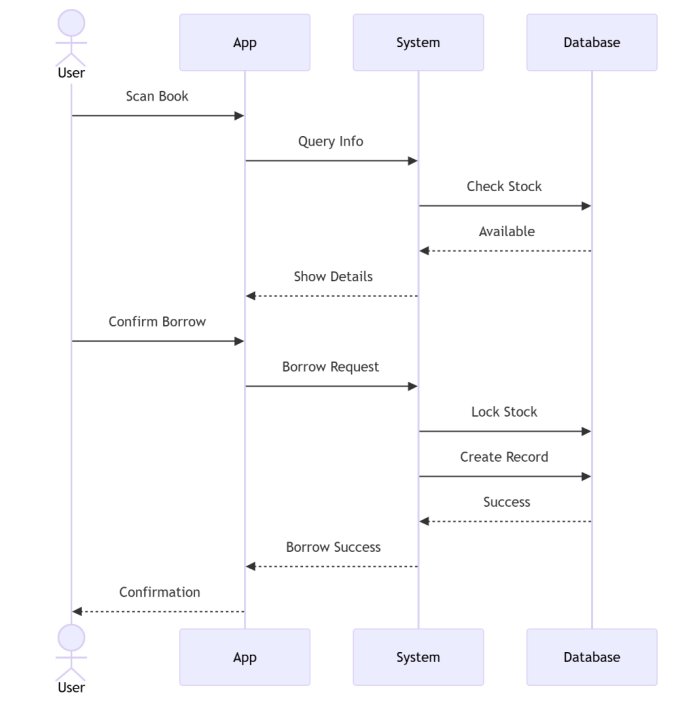 App
System
Database
User
Scan Book
Query Info
Check Stock
Available
Show Details
Confirm Borrow
Borrow Request
Lock Stock
Create Record
Success
Borrow Success
Confirmation
App
System
Database
User